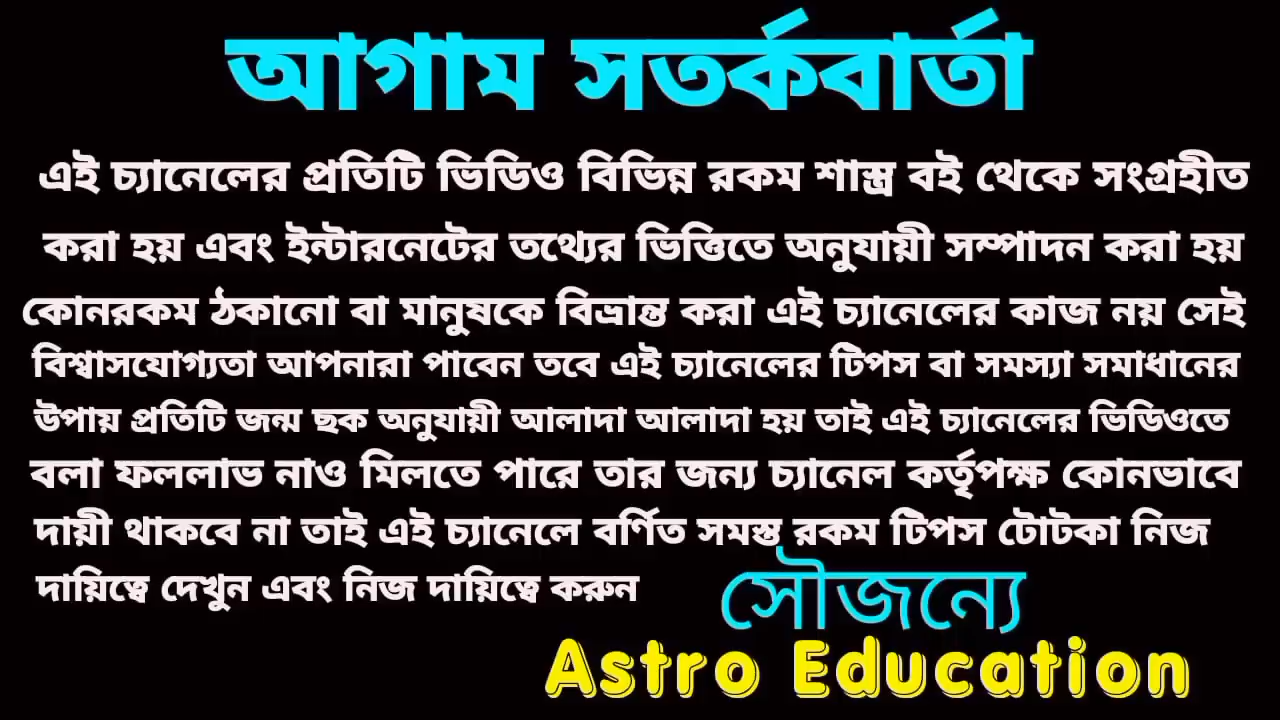 আগাম সতর্কবার্তা
এই চ্যানেলের প্রতিটি ভিডিও বিভিন্ন রকম শাস্ত্র বই থেকে সংগ্রহীত
করা হয় এবং ইন্টারনেটের তথ্যের ভিত্তিতে অনুযায়ী সম্পাদন করা হয়
কোনরকম ঠকানো বা মানুষকে বিভ্রান্ত করা এই চ্যানেলের কাজ নয় সেই
বিশ্বাসযোগ্যতা আপনারা পাবেন তবে এই চ্যানেলের টিপস বা সমস্যা সমাধানের
উপায় প্রতিটি জন্ম ছক অনুযায়ী আলাদা আলাদা হয় তাই এই চ্যানেলের ভিডিওতে
বলা ফললাভ নাও মিলতে পারে তার জন্য চ্যানেল কর্তৃপক্ষ কোনভাবে
দায়ী থাকবে না তাই এই চ্যানেলে বর্ণিত সমস্ত রকম টিপস টোটকা নিজ
দায়িত্বে দেখুন এবং নিজ দায়িত্বে করুন
সৌজন্যে
Astro Education